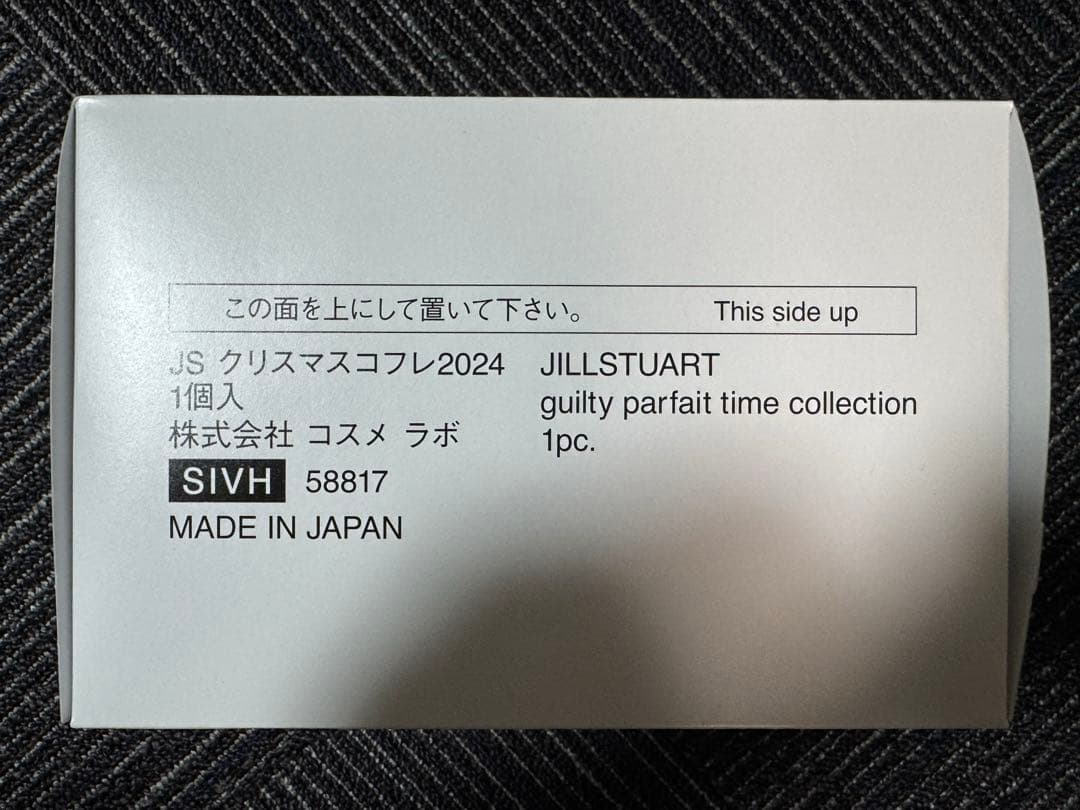 この面を上にして置いて下さい。 This side up
JS クリスマスコフレ2024
1個入
株式会社 コスメ ラボ
SIVH 58817
MADE IN JAPAN
JILLSTUART
guilty parfait time collection
1pc.